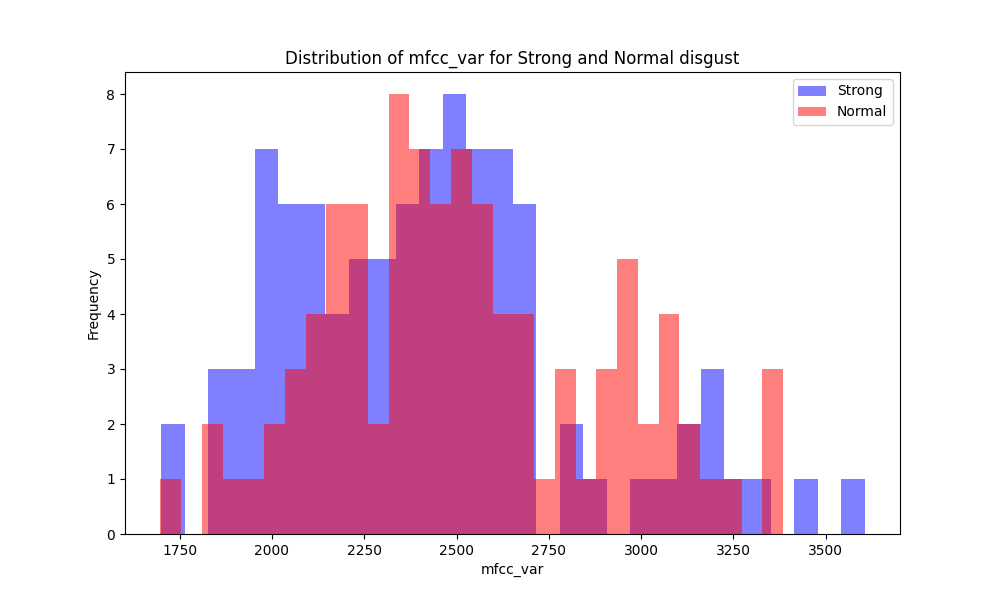 Distribution of mfcc_var for Strong and Normal disgust
Strong
Normal
Frequency
8
7
6
5
4
3
2
1
0
1750 2000 2250 2500 2750 3000 3250 3500
mfcc_var